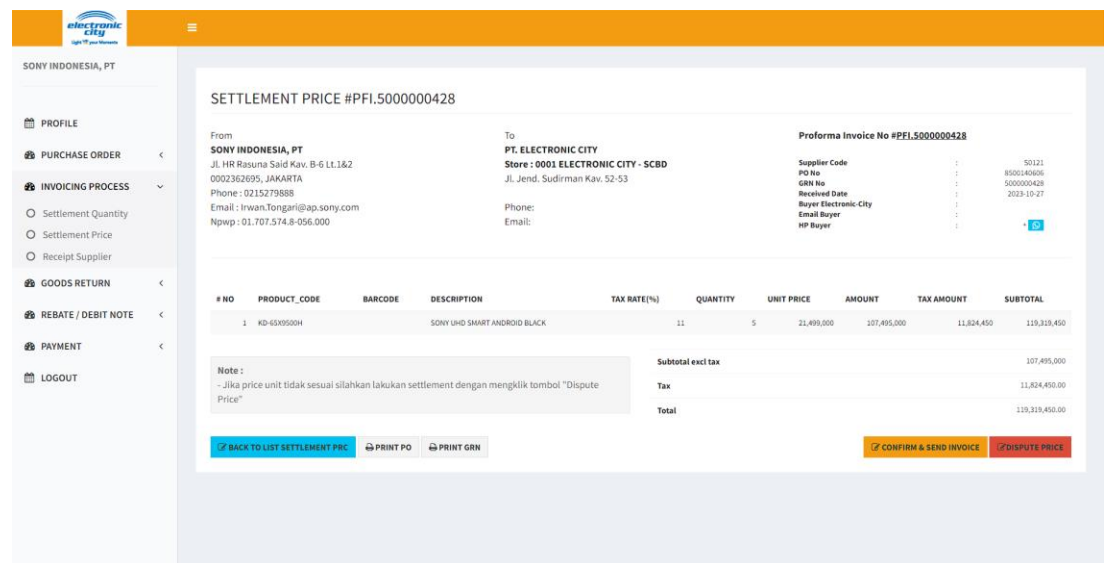 electronic
city
Light Up your Moments
SONY INDONESIA, PT
PROFILE
PURCHASE ORDER
INVOICING PROCESS
Settlement Quantity
Settlement Price
Receipt Supplier
GOODS RETURN
REBATE / DEBIT NOTE
PAYMENT
LOGOUT
SETTLEMENT PRICE #PFI.5000000428
From
SONY INDONESIA, PT
Jl. HR Rasuna Said Kav. B-6 Lt.1&2
0002362695, JAKARTA
Phone : 0215279888
Email : Irwan.Tongari@ap.sony.com
Npwp : 01.707.574.8-056.000
To
PT. ELECTRONIC CITY
Store : 0001 ELECTRONIC CITY - SCBD
Jl. Jend. Sudirman Kav. 52-53
Phone:
Email:
Proforma Invoice No #PFI.5000000428
Supplier Code : 50121
PO No : 8500140606
GRN No : 5000000428
Received Date : 2023-10-27
Buyer Electronic-City :
Email Buyer :
HP Buyer : -
# NO PRODUCT_CODE BARCODE DESCRIPTION TAX RATE(%) QUANTITY UNIT PRICE AMOUNT TAX AMOUNT SUBTOTAL
1 KD-65X9500H SONY UHD SMART ANDROID BLACK 11 5 21,499,000 107,495,000 11,824,450 119,319,450
Note :
- Jika price unit tidak sesuai silahkan lakukan settlement dengan mengklik tombol "Dispute
Price"
Subtotal excl tax 107,495,000
Tax 11,824,450.00
Total 119,319,450.00
BACK TO LIST SETTLEMENT PRC PRINT PO PRINT GRN CONFIRM & SEND INVOICE DISPUTE PRICE